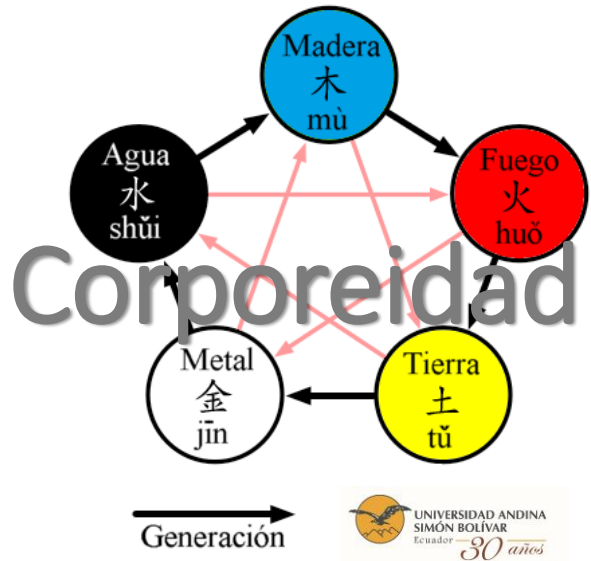 Madera
木
mù
Agua
水
shŭi
Fuego
火
huŏ
Corporeidad
Metal
金
jīn
Tierra
土
tŭ
Generación
UNIVERSIDAD ANDINA
SIMÓN BOLÍVAR
Ecuador
30 años